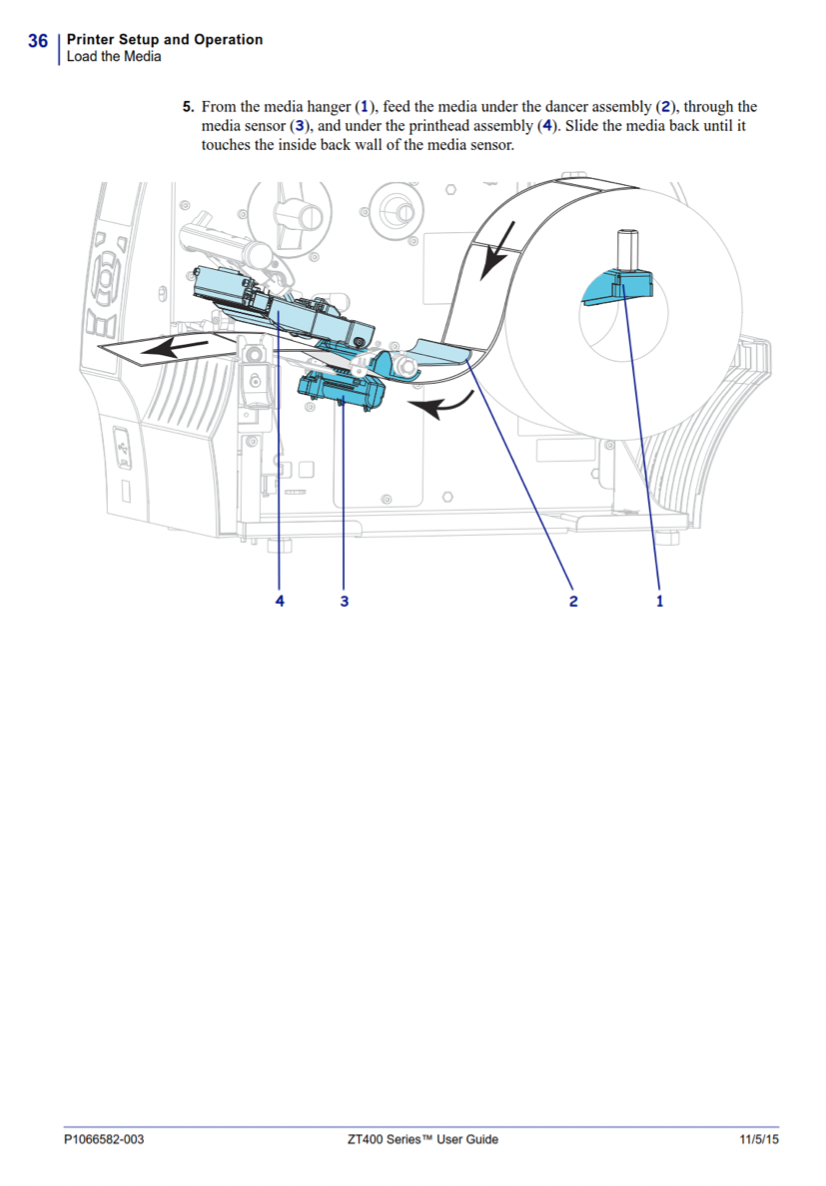 36 Printer Setup and Operation
Load the Media
5. From the media hanger (1), feed the media under the dancer assembly (2), through the
media sensor (3), and under the printhead assembly (4). Slide the media back until it
touches the inside back wall of the media sensor.
4 3 2 1
P1066582-003 ZT400 Series™ User Guide 11/5/15